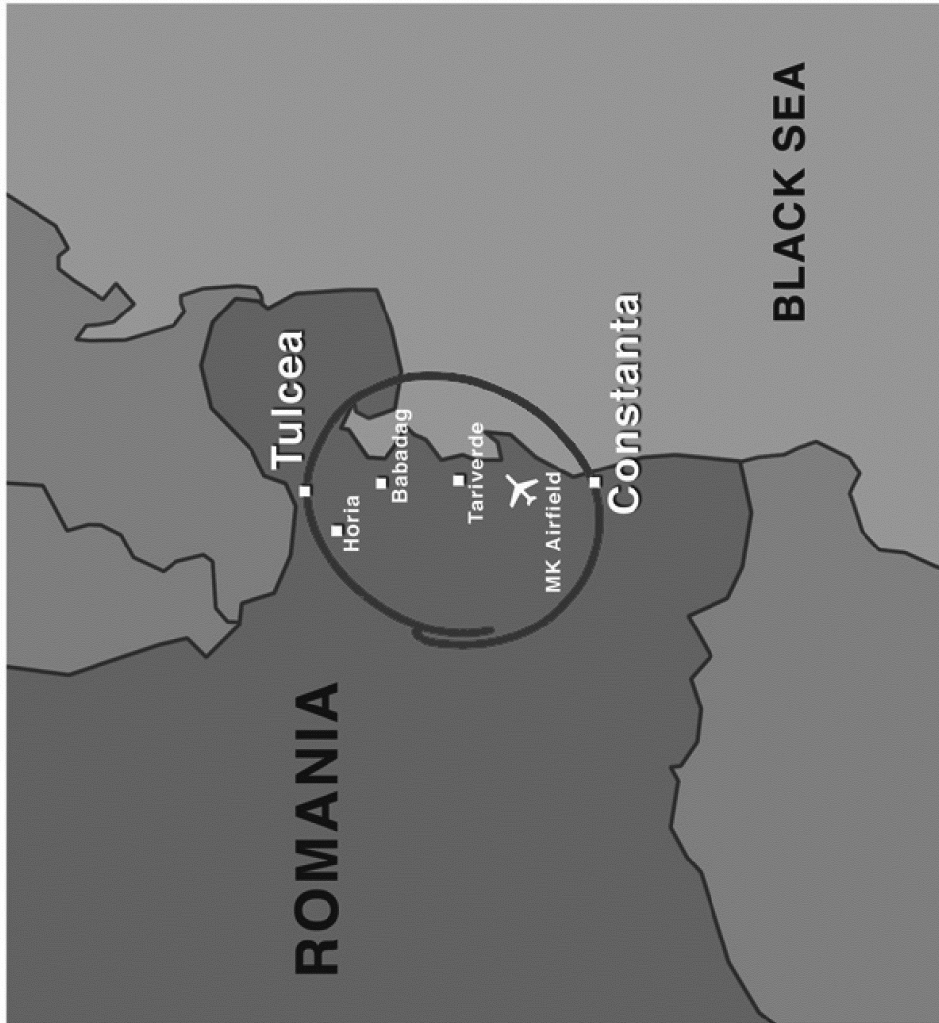 Tulcea
Horia
Babadag
Tariverde
MK Airfield
Constanta
ROMANIA
BLACK SEA